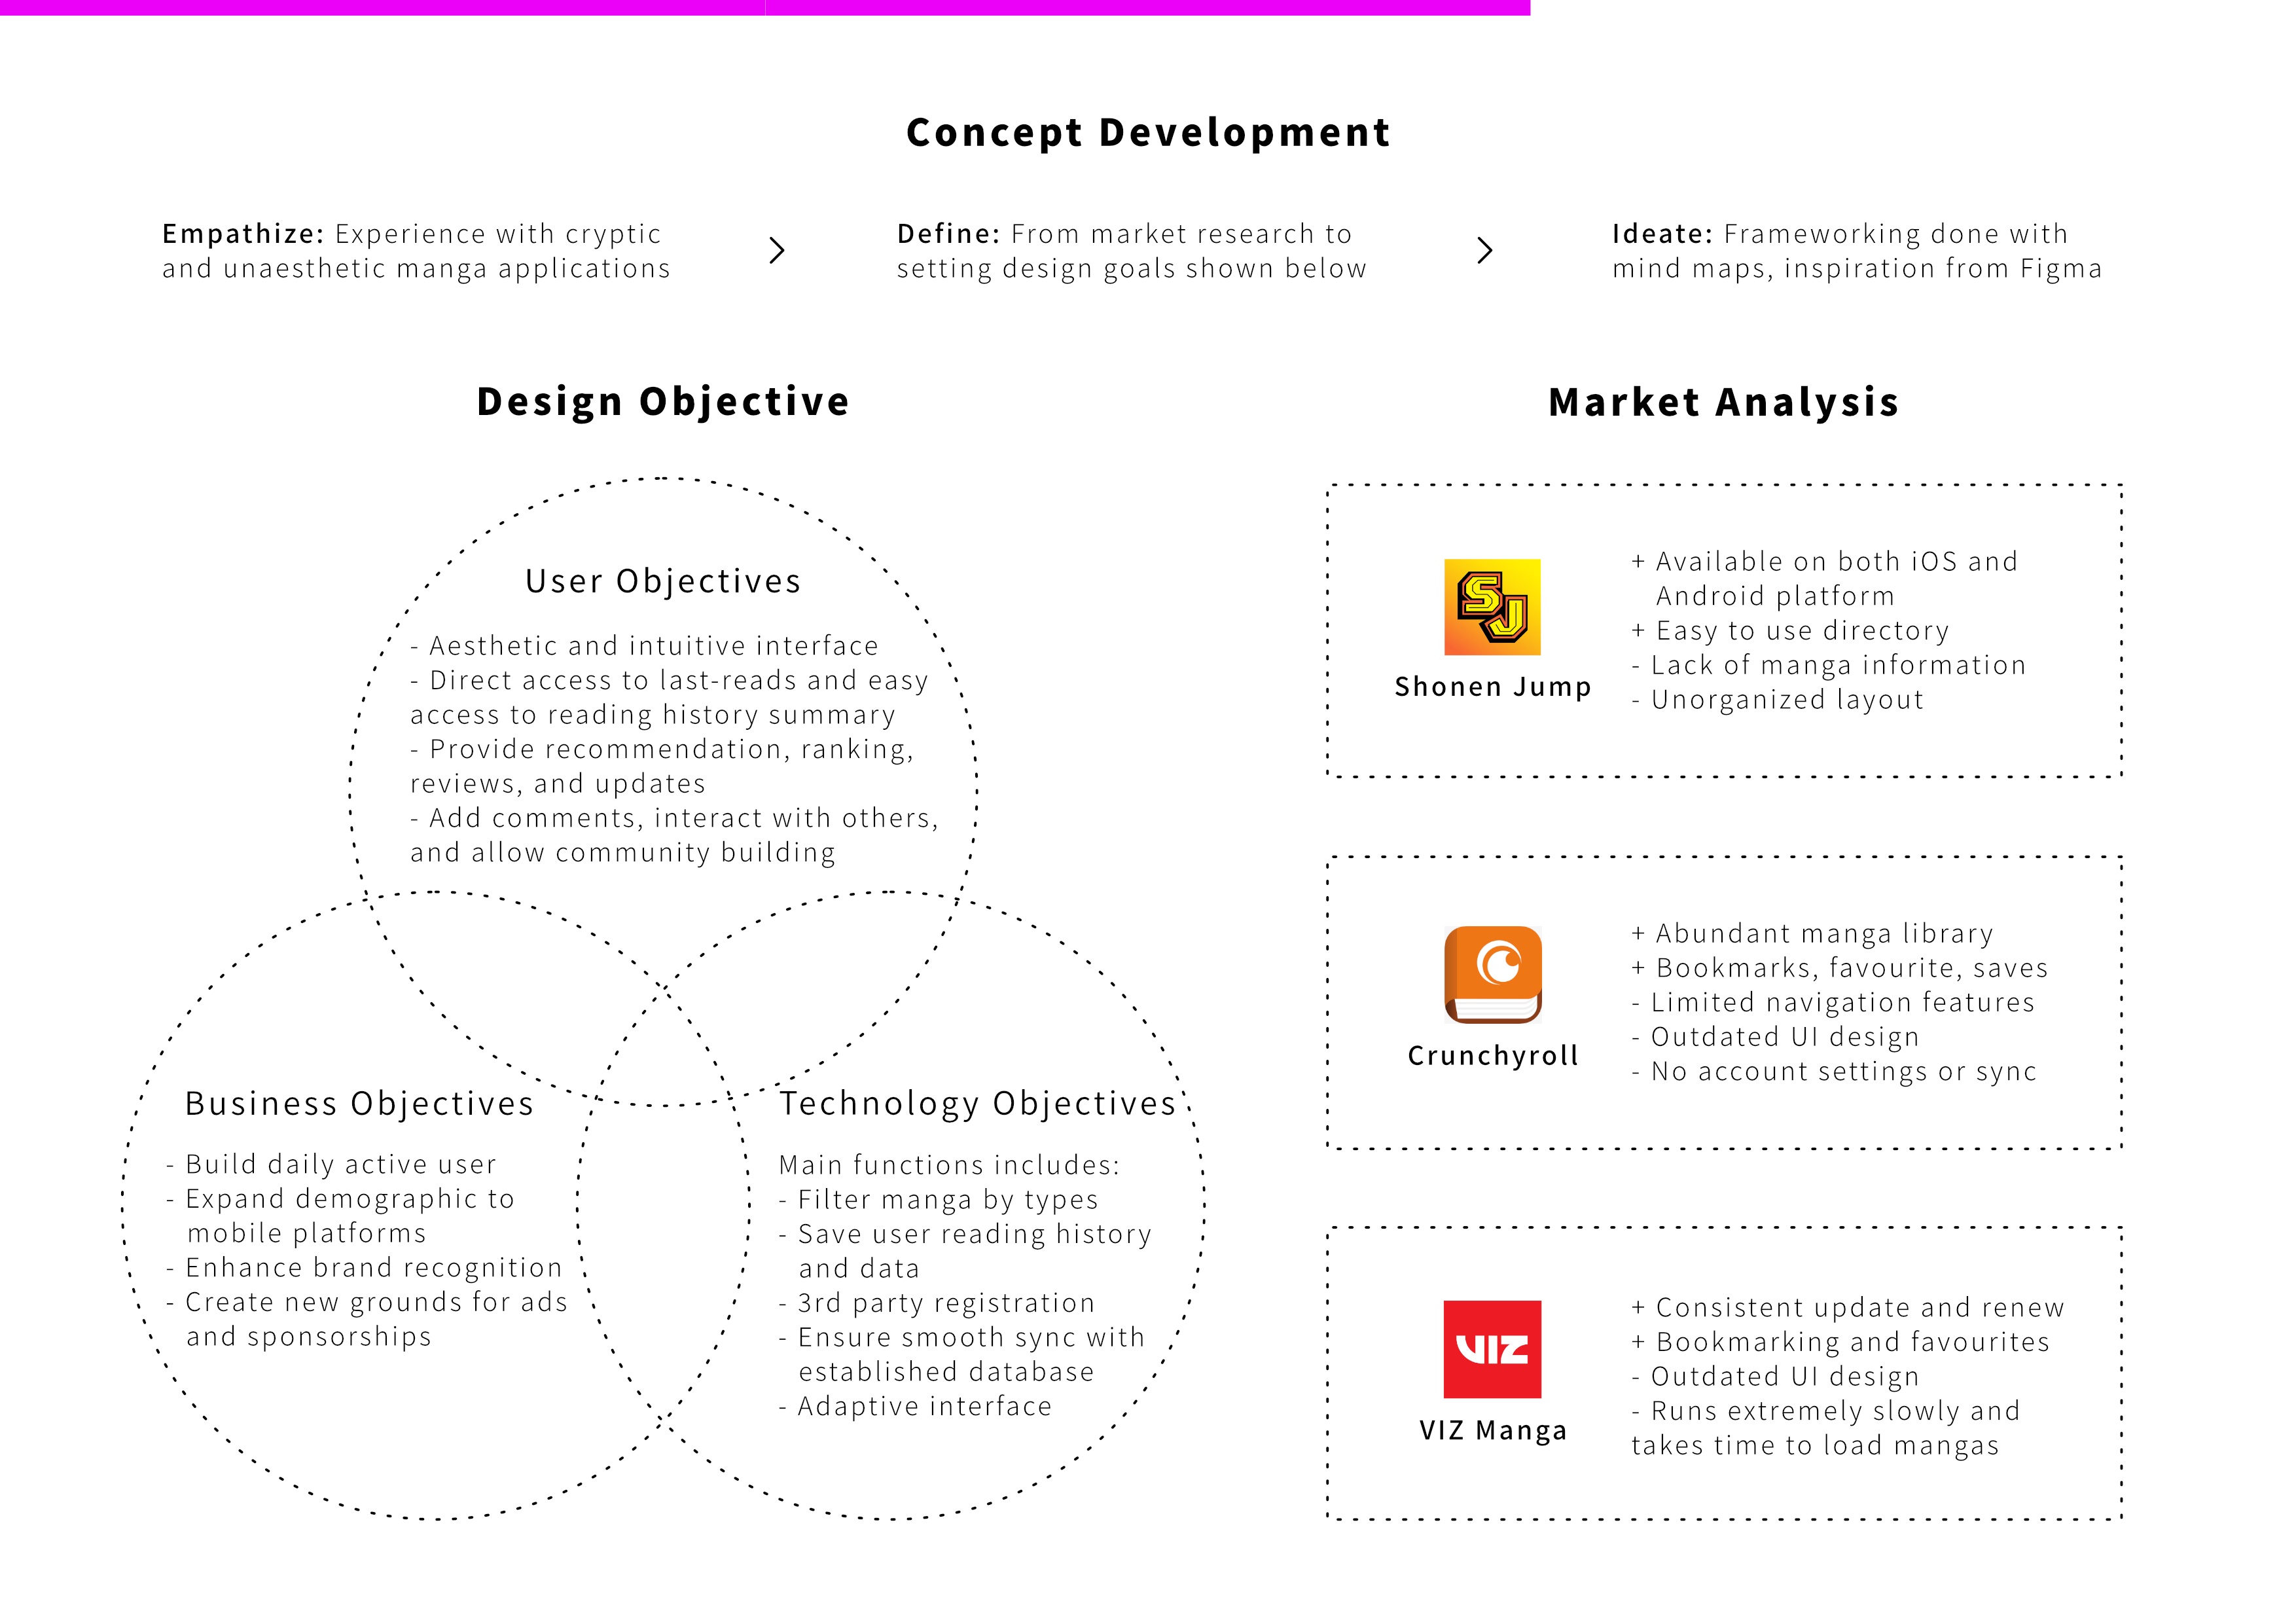 Concept Development
Empathize: Experience with cryptic
and unaesthetic manga applications
Define: From market research to
setting design goals shown below
Ideate: Frameworking done with
mind maps, inspiration from Figma
Design Objective
User Objectives
- Aesthetic and intuitive interface
- Direct access to last-reads and easy
access to reading history summary
- Provide recommendation, ranking,
reviews, and updates
- Add comments, interact with others,
and allow community building
Business Objectives
- Build daily active user
- Expand demographic to
mobile platforms
- Enhance brand recognition
- Create new grounds for ads
and sponsorships
Technology Objectives
Main functions includes:
- Filter manga by types
- Save user reading history
and data
- 3rd party registration
- Ensure smooth sync with
established database
- Adaptive interface
Market Analysis
SJ
Shonen Jump
+ Available on both iOS and
Android platform
+ Easy to use directory
- Lack of manga information
- Unorganized layout
Crunchyroll
+ Abundant manga library
+ Bookmarks, favourite, saves
- Limited navigation features
- Outdated UI design
- No account settings or sync
VIZ
VIZ Manga
+ Consistent update and renew
+ Bookmarking and favourites
- Outdated UI design
- Runs extremely slowly and
takes time to load mangas